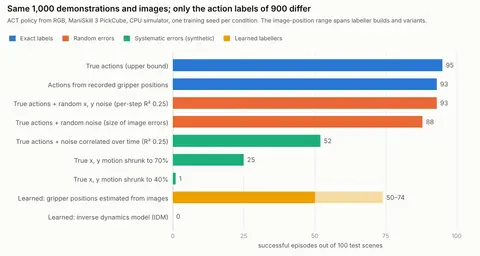 Same 1,000 demonstrations and images; only the action labels of 900 differ
ACT policy from RGB, ManiSkill 3 PickCube, CPU simulator, one training seed per condition. The image-position range spans labeller builds and variants.
Exact labels Random errors Systematic errors (synthetic) Learned labellers
True actions (upper bound) 95
Actions from recorded gripper positions 93
True actions + random x, y noise (per-step R² 0.25) 93
True actions + random noise (size of image errors) 88
True actions + noise correlated over time (R² 0.25) 52
True x, y motion shrunk to 70% 25
True x, y motion shrunk to 40% 1
Learned: gripper positions estimated from images 50–74
Learned: inverse dynamics model (IDM) 0
0 25 50 75 100
successful episodes out of 100 test scenes